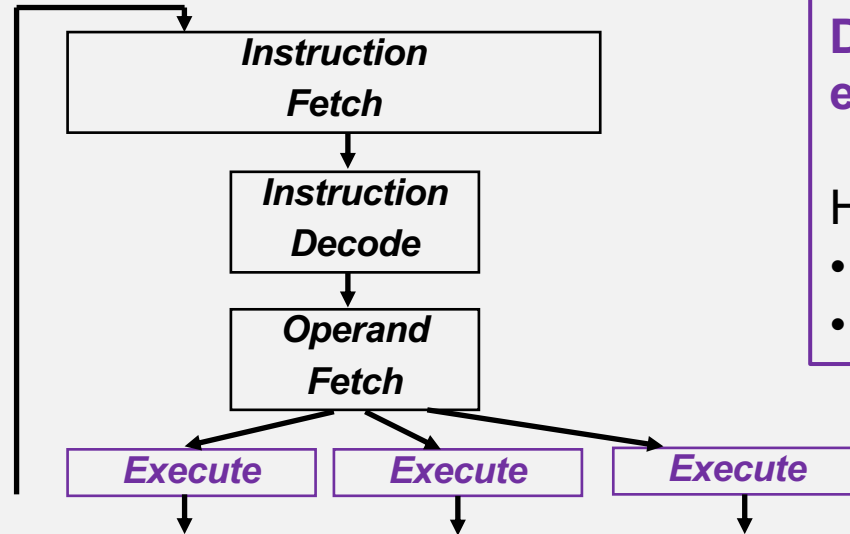 Instruction
Fetch
Instruction
Decode
Operand
Fetch
Execute
Execute
Execute
D
e
H
•
•